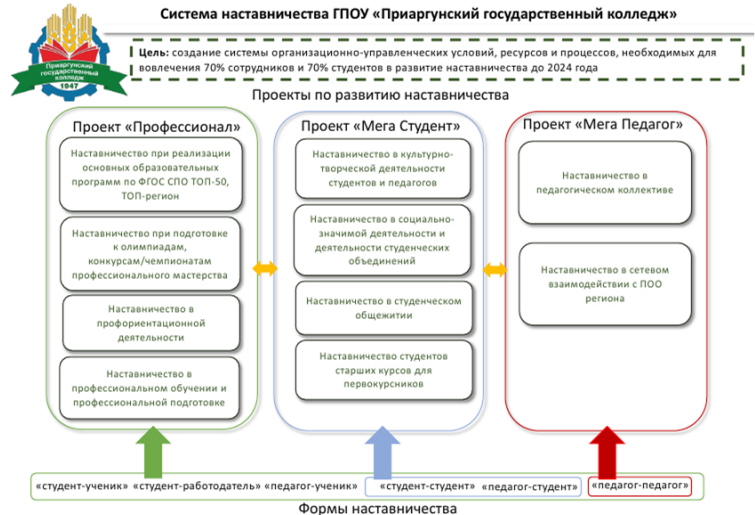 Система наставничества ГПОУ «Приаргунский государственный колледж»
Приаргунский
государственный
колледж
1947
Цель: создание системы организационно-управленческих условий, ресурсов и процессов, необходимых для
вовлечения 70% сотрудников и 70% студентов в развитие наставничества до 2024 года
Проекты по развитию наставничества
Проект «Профессионал»
Наставничество при реализации
основных образовательных
программ по ФГОС СПО ТОП-50,
ТОП-регион
Наставничество при подготовке
к олимпиадам,
конкурсам/чемпионатам
профессионального мастерства
Наставничество в
профориентационной
деятельности
Наставничество в
профессиональном обучении и
профессиональной подготовке
Проект «Мега Студент»
Наставничество в культурно-
творческой деятельности
студентов и педагогов
Наставничество в социально-
значимой деятельности и
деятельности студенческих
объединений
Наставничество в студенческом
общежитии
Наставничество студентов
старших курсов для
первокурсников
Проект «Мега Педагог»
Наставничество в
педагогическом коллективе
Наставничество в сетевом
взаимодействии с ПОО
региона
«студент-ученик» «студент-работодатель» «педагог-ученик» «студент-студент» «педагог-студент» «педагог-педагог»
Формы наставничества